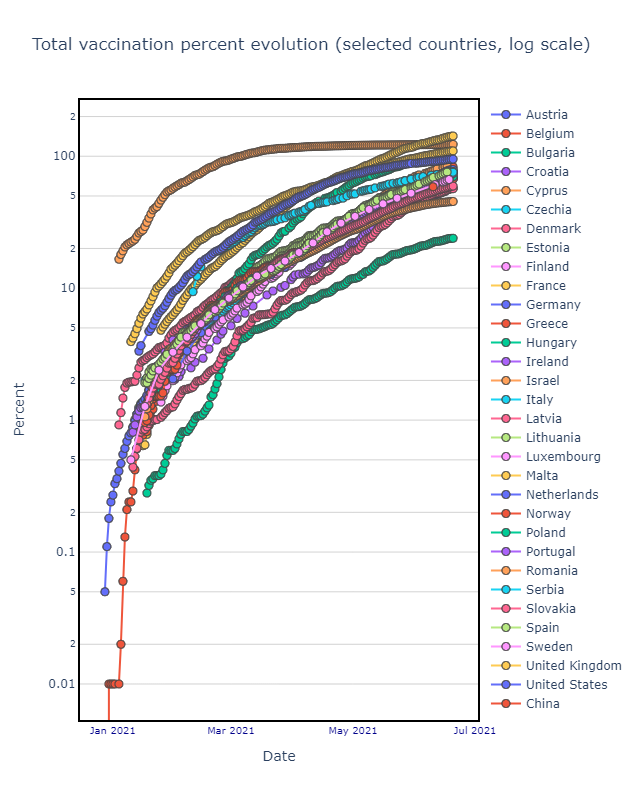 Total vaccination percent evolution (selected countries, log scale)
2
100
5
2
10
5
2
1
5
2
0.1
5
2
0.01
Percent
Jan 2021
Mar 2021
May 2021
Jul 2021
Date
Austria
Belgium
Bulgaria
Croatia
Cyprus
Czechia
Denmark
Estonia
Finland
France
Germany
Greece
Hungary
Ireland
Israel
Italy
Latvia
Lithuania
Luxembourg
Malta
Netherlands
Norway
Poland
Portugal
Romania
Serbia
Slovakia
Spain
Sweden
United Kingdom
United States
China